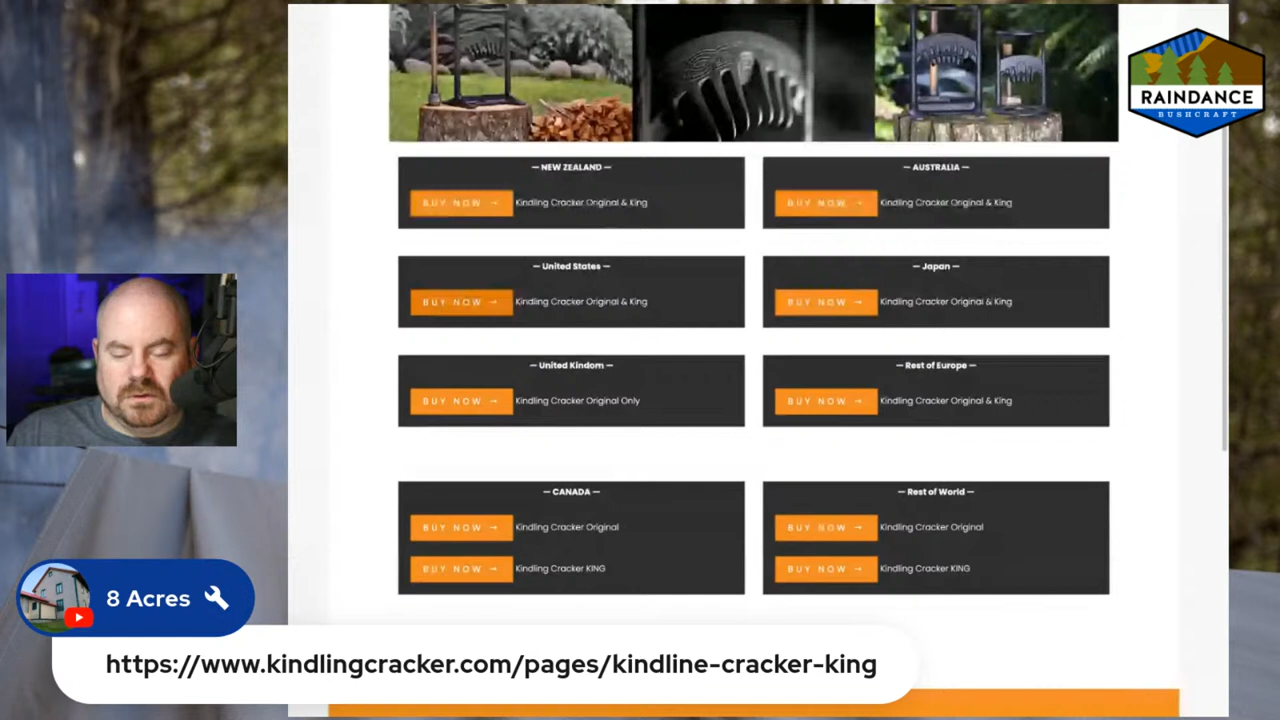 RAINDANCE
BUSHCRAFT
— NEW ZEALAND —
BUY NOW → Kindling Cracker Original & King
— AUSTRALIA —
BUY NOW → Kindling Cracker Original & King
— United States —
BUY NOW → Kindling Cracker Original & King
— Japan —
BUY NOW → Kindling Cracker Original & King
— United Kindom —
BUY NOW → Kindling Cracker Original Only
— Rest of Europe —
BUY NOW → Kindling Cracker Original & King
— CANADA —
BUY NOW → Kindling Cracker Original
BUY NOW → Kindling Cracker KING
— Rest of World —
BUY NOW → Kindling Cracker Original
BUY NOW → Kindling Cracker KING
8 Acres
https://www.kindlingcracker.com/pages/kindline-cracker-king